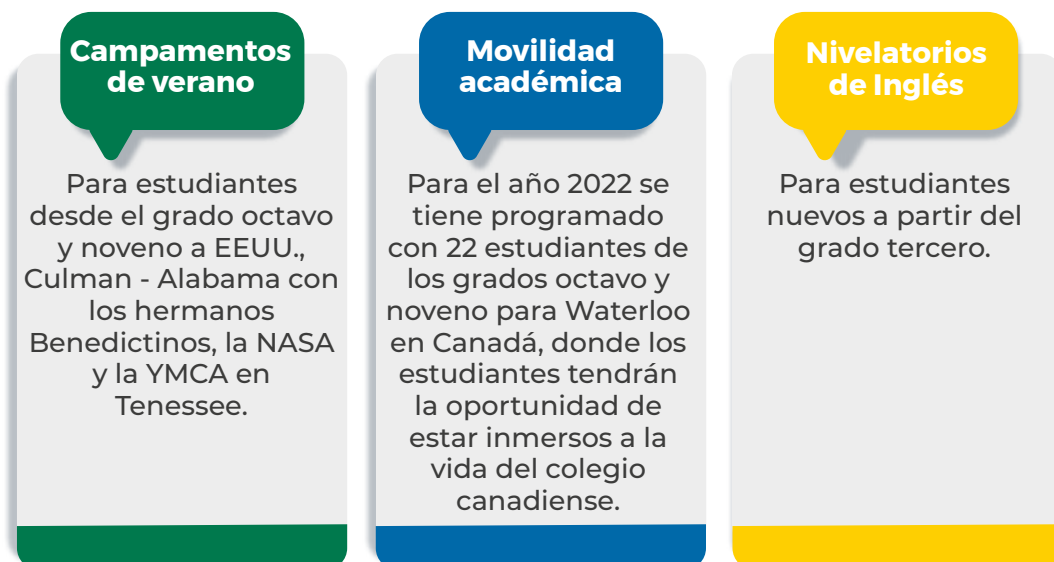 Campamentos
de verano
Para estudiantes
desde el grado octavo
y noveno a EEUU.,
Culman - Alabama con
los hermanos
Benedictinos, la NASA
y la YMCA en
Tenessee.
Movilidad
académica
Para el año 2022 se
tiene programado
con 22 estudiantes de
los grados octavo y
noveno para Waterloo
en Canadá, donde los
estudiantes tendrán
la oportunidad de
estar inmersos a la
vida del colegio
canadiense.
Nivelatorios
de Inglés
Para estudiantes
nuevos a partir del
grado tercero.